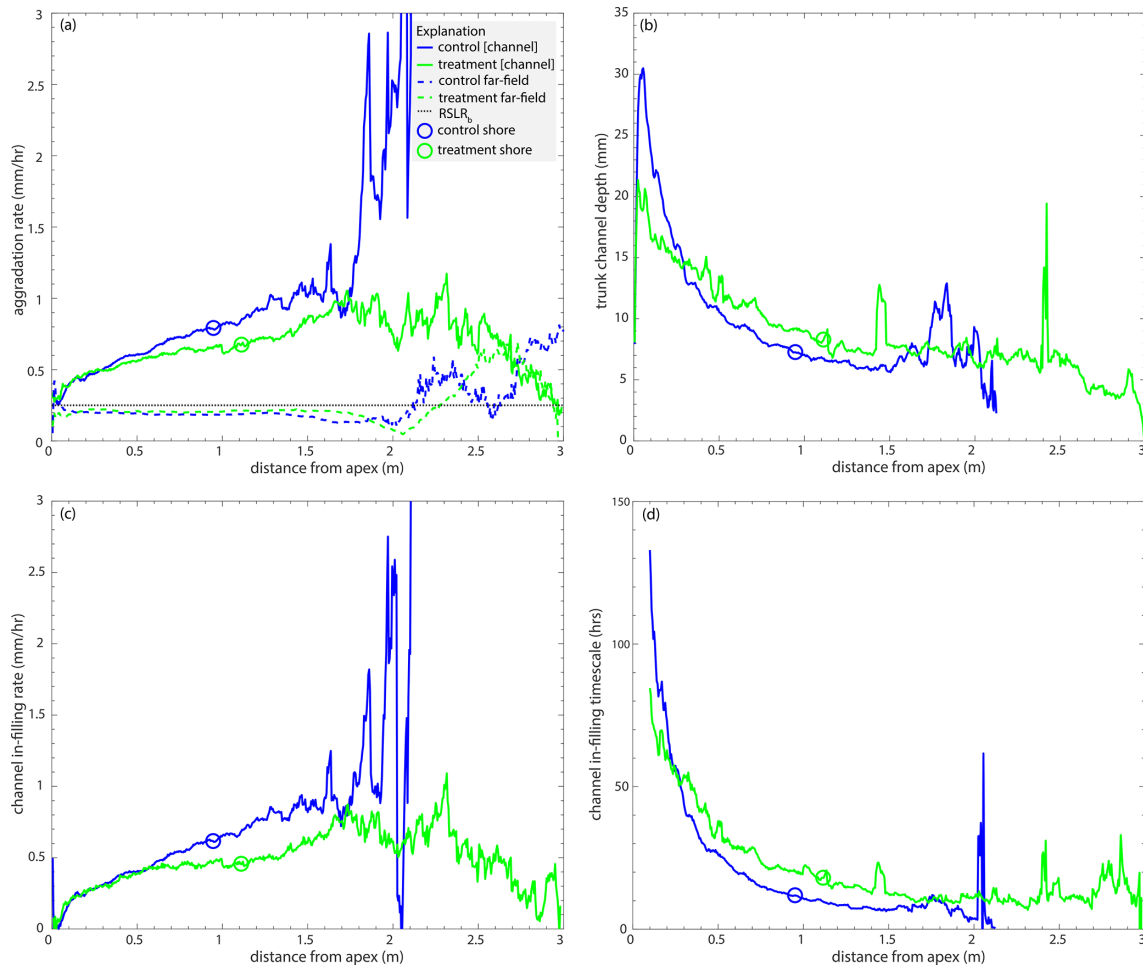 (a)
Explanation
control [channel]
treatment [channel]
control far-field
treatment far-field
RSLR_b
control shore
treatment shore
3
2.5
2
1.5
1
0.5
0
aggradation rate (mm/hr)
0 0.5 1 1.5 2 2.5 3
distance from apex (m)
(b)
35
30
25
20
15
10
5
0
trunk channel depth (mm)
0 0.5 1 1.5 2 2.5 3
distance from apex (m)
(c)
3
2.5
2
1.5
1
0.5
0
channel in-filling rate (mm/hr)
0 0.5 1 1.5 2 2.5 3
distance from apex (m)
(d)
150
100
50
0
channel in-filling timescale (hrs)
0 0.5 1 1.5 2 2.5 3
distance from apex (m)